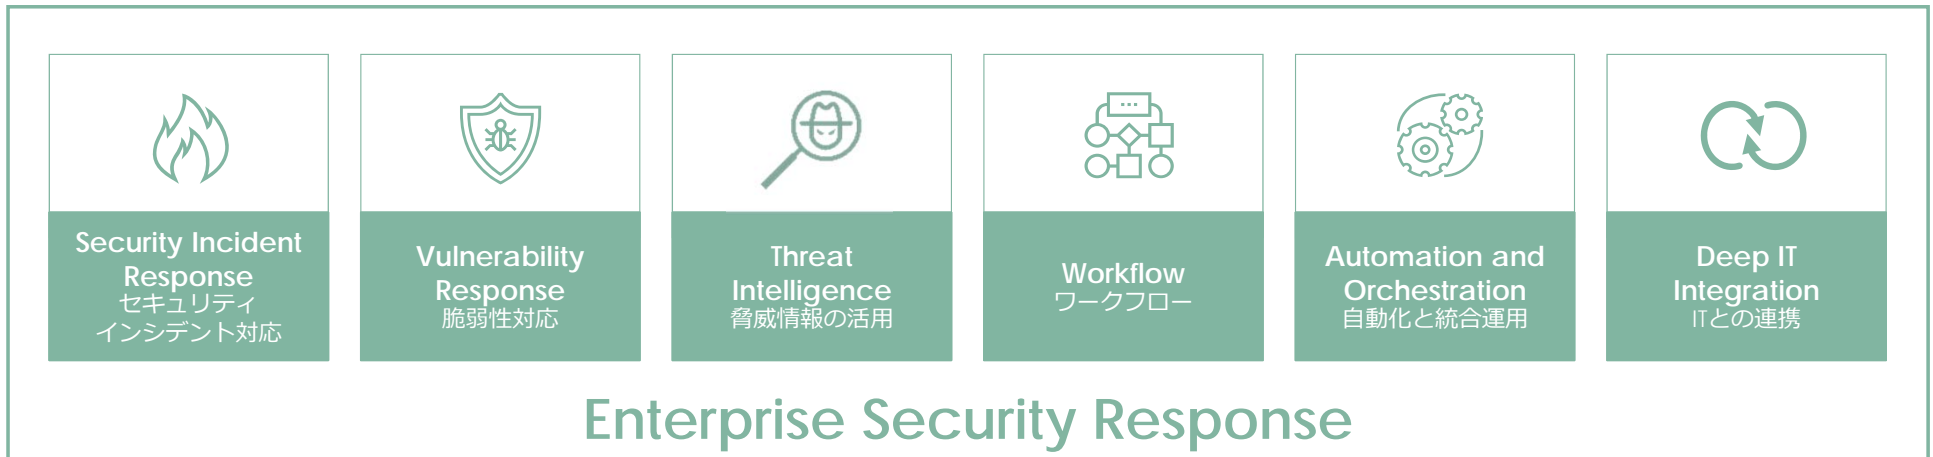 Security Incident
Response
セキュリティ
インシデント対応
Vulnerability
Response
脆弱性対応
Threat
Intelligence
脅威情報の活用
Workflow
ワークフロー
Automation and
Orchestration
自動化と統合運用
Deep IT
Integration
ITとの連携
Enterprise Security Response